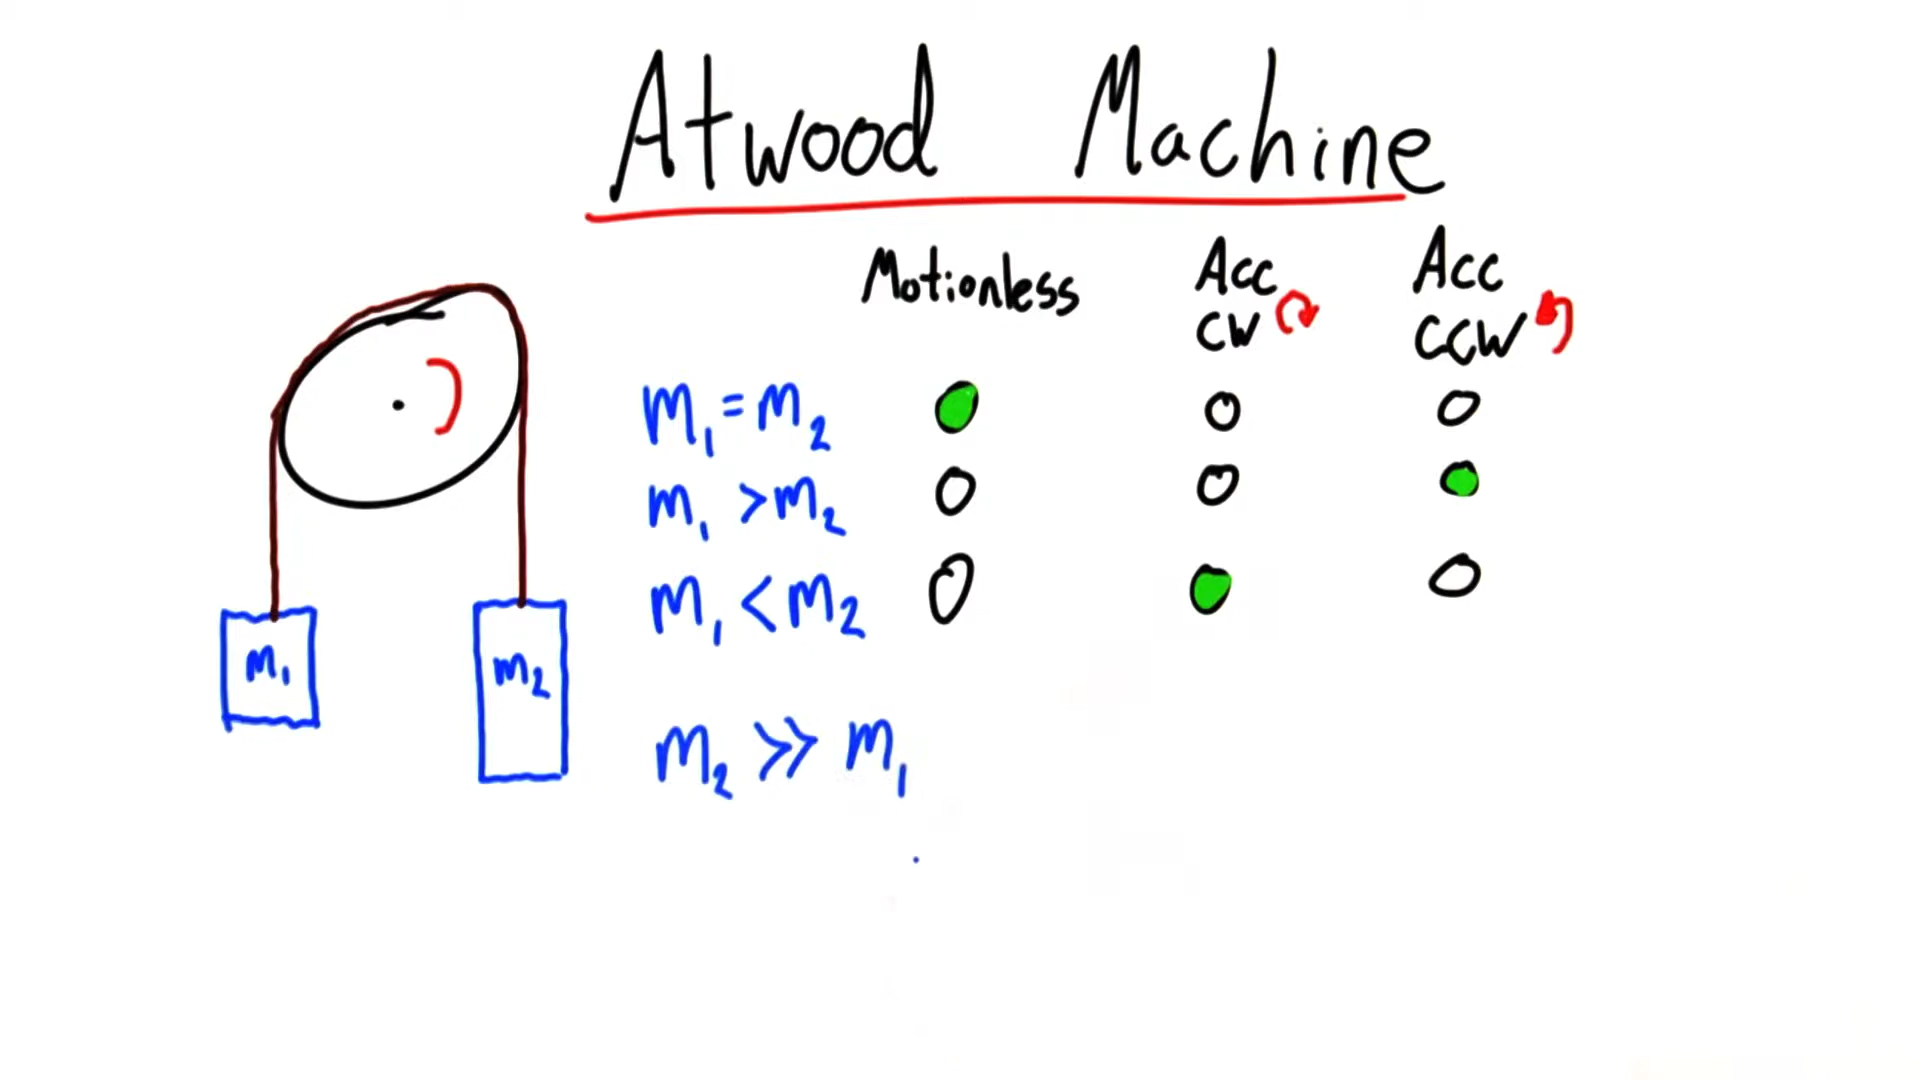 Atwood Machine
Motionless
Acc
CW
Acc
CCW
m₁ = m₂
m₁ > m₂
m₁ < m₂
m₂ >> m₁
m₁
m₂